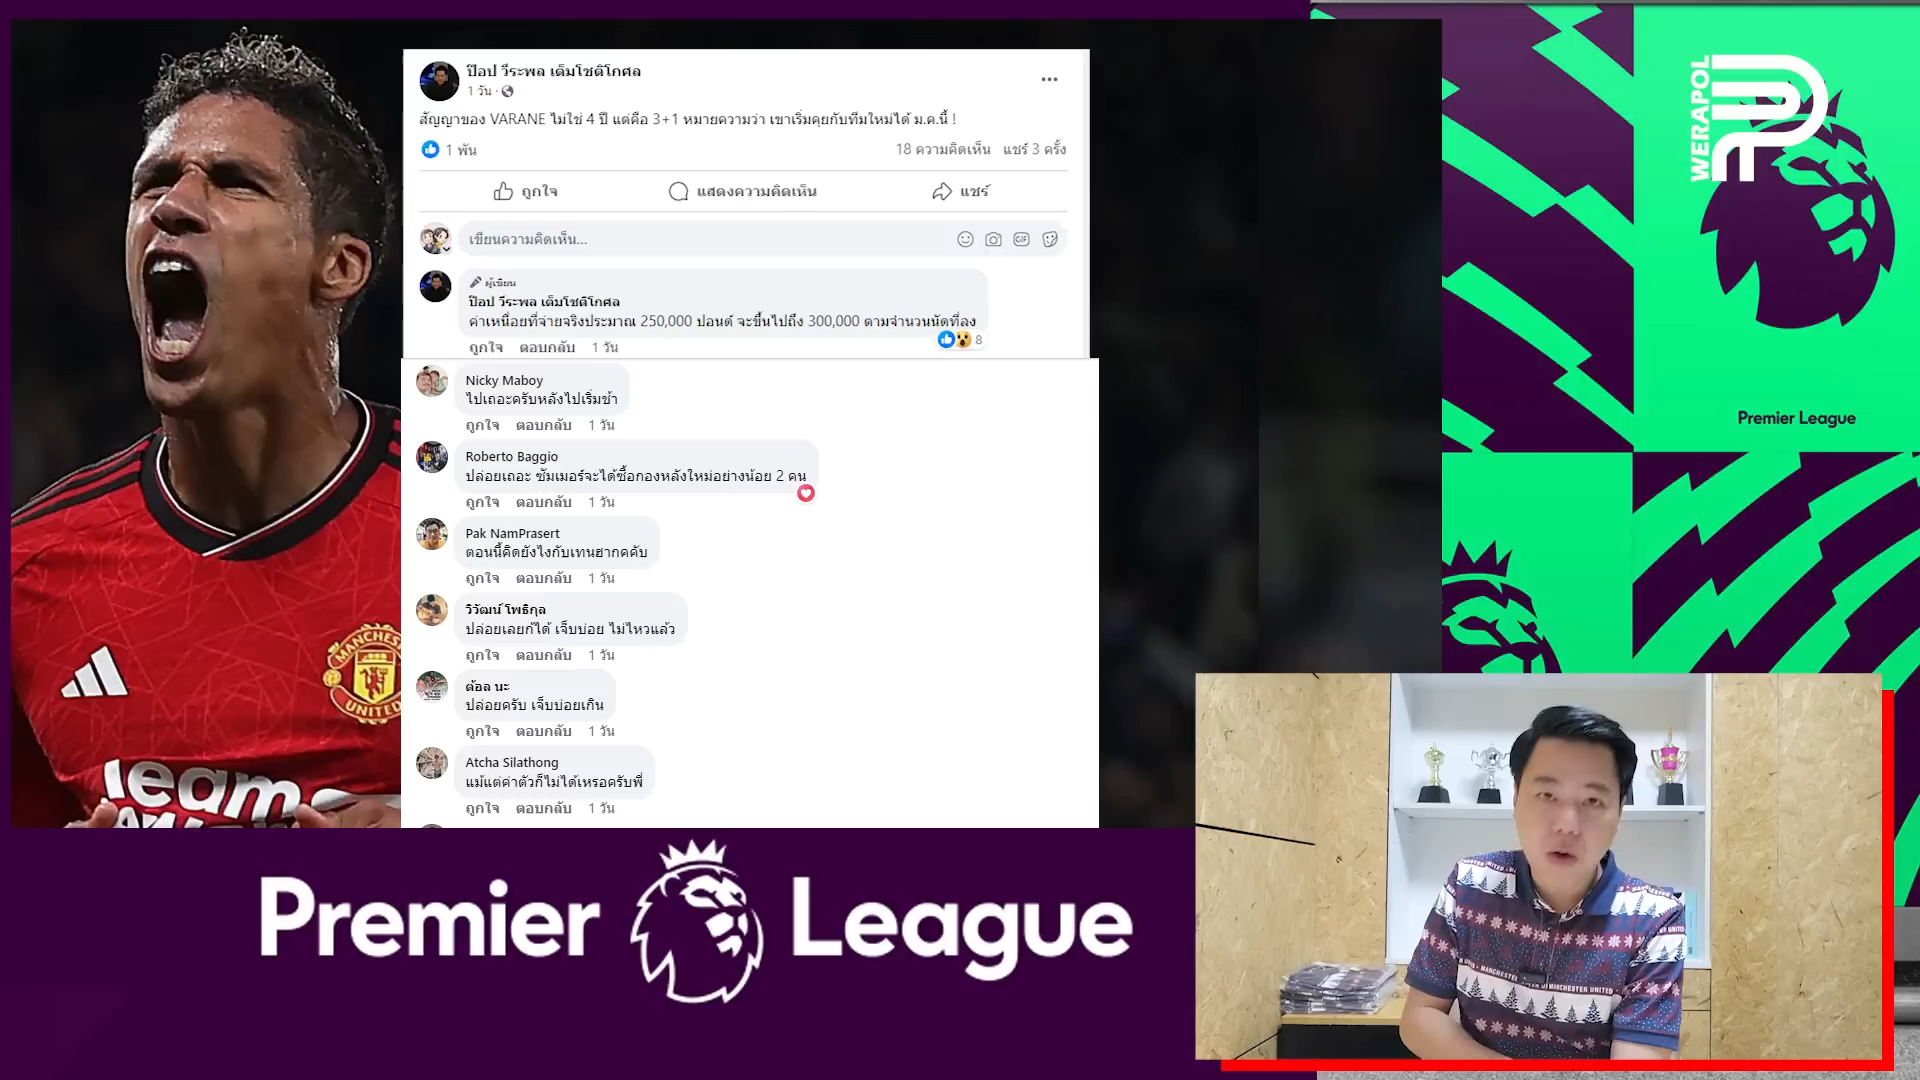 ป๊อป วีระพล เต็มโชติโกศล
1 วัน
สัญญาของ VARANE ไม่ใช่ 4 ปี แต่คือ 3+1 หมายความว่า เขาเริ่มคุยกับทีมใหม่ได้ ม.ค.นี้ !
1 พัน
18 ความคิดเห็น แชร์ 3 ครั้ง
ถูกใจ แสดงความคิดเห็น แชร์
เขียนความคิดเห็น...
GIF
ผู้เขียน
ป๊อป วีระพล เต็มโชติโกศล
ค่าเหนื่อยที่จ่ายจริงประมาณ 250,000 ปอนด์ จะขึ้นไปถึง 300,000 ตามจำนวนนัดที่ลง
8
ถูกใจ ตอบกลับ 1 วัน
Nicky Maboy
ไปเถอะครับหลังไปเริ่มช้า
ถูกใจ ตอบกลับ 1 วัน
Roberto Baggio
ปล่อยเถอะ ซัมเมอร์จะได้ซื้อกองหลังใหม่อย่างน้อย 2 คน
ถูกใจ ตอบกลับ 1 วัน
Pak NamPrasert
ตอนนี้คิดยังไงกับเทนฮากคคับ
ถูกใจ ตอบกลับ 1 วัน
วิวัฒน์ โพธิกุล
ปล่อยเลยก้ได้ เจ็บบ่อย ไม่ไหวแล้ว
ถูกใจ ตอบกลับ 1 วัน
ต้อล นะ
ปล่อยครับ เจ็บบ่อยเกิน
ถูกใจ ตอบกลับ 1 วัน
Atcha Silathong
แม้แต่ค่าตัวก็ไม่ได้เหรอครับพี่
ถูกใจ ตอบกลับ 1 วัน
WERAPOL
Premier League
MANCHESTER
UNITED
Team
Premier League
MANCHESTER UNITED